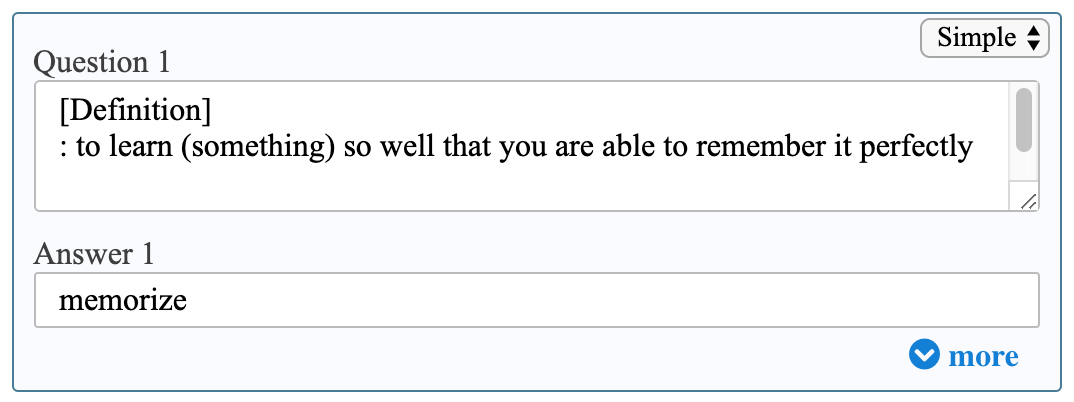 Simple
Question 1
[Definition]
: to learn (something) so well that you are able to remember it perfectly
Answer 1
memorize
more